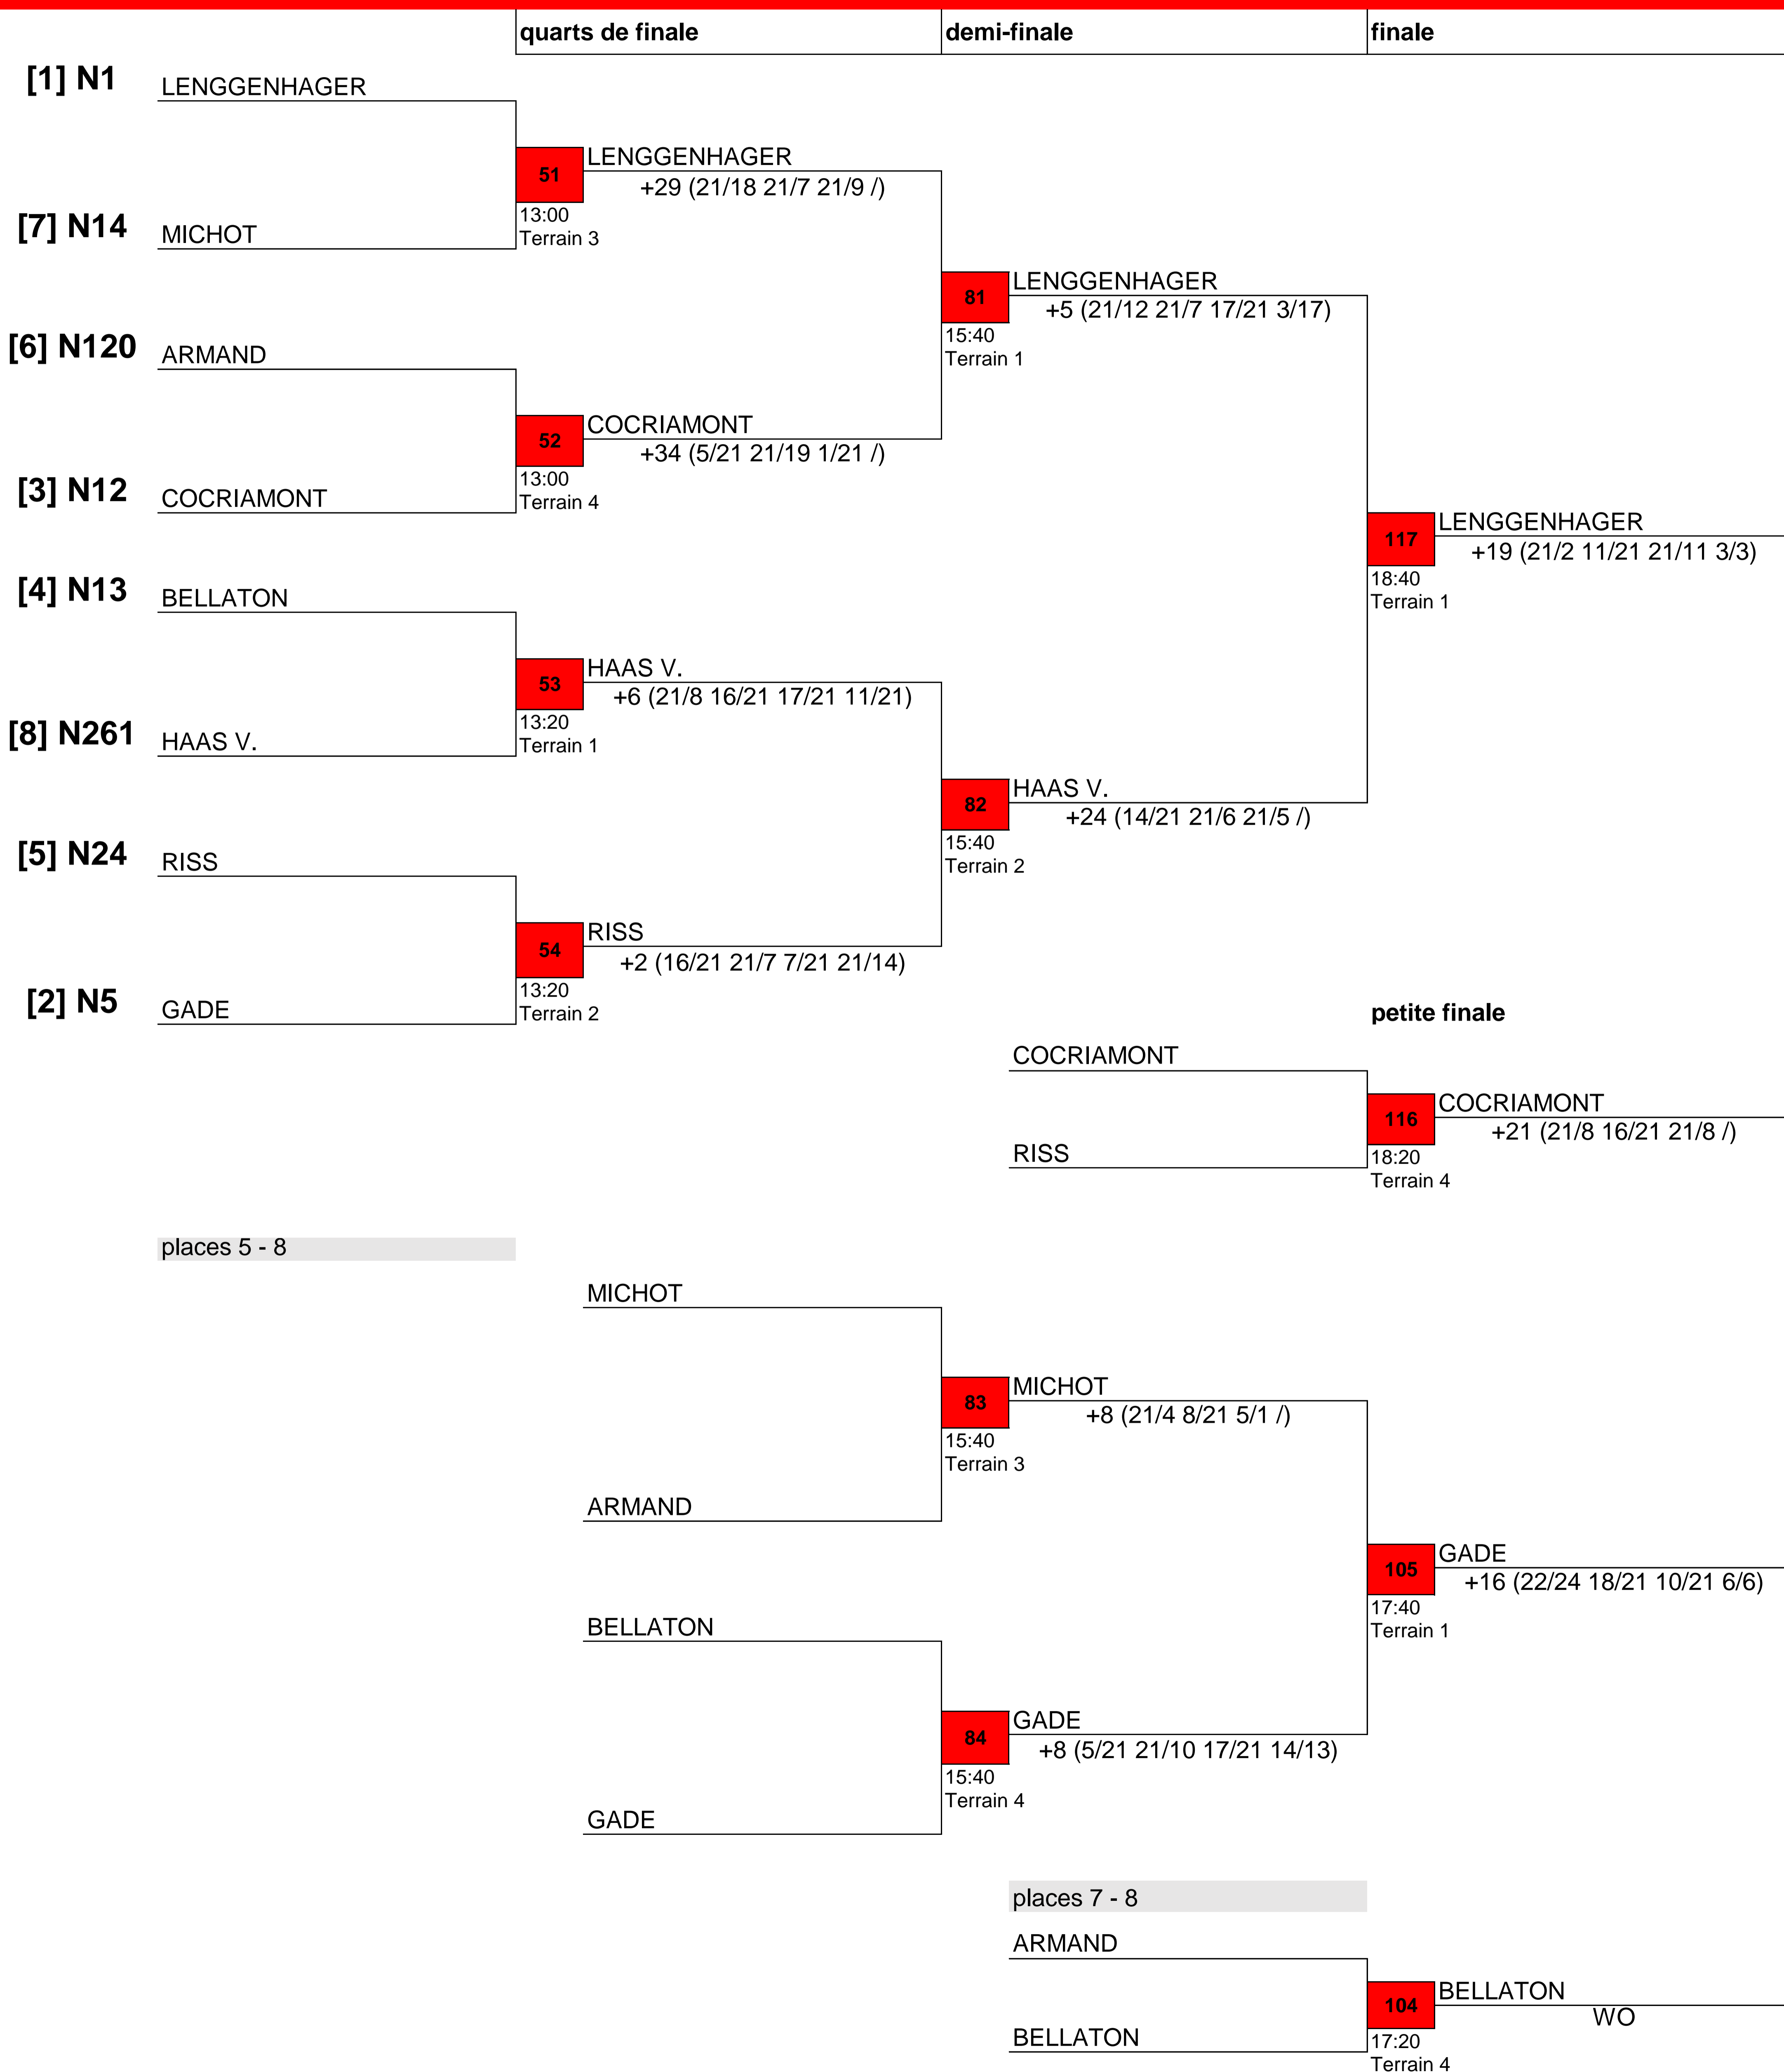 quarts de finale
demi-finale
finale
[1] N1
LENGGENHAGER
51
LENGGENHAGER
+29 (21/18 21/7 21/9 /)
13:00
Terrain 3
[7] N14
MICHOT
81
LENGGENHAGER
+5 (21/12 21/7 17/21 3/17)
15:40
Terrain 1
[6] N120
ARMAND
52
COCRIAMONT
+34 (5/21 21/19 1/21 /)
13:00
Terrain 4
[3] N12
COCRIAMONT
117
LENGGENHAGER
+19 (21/2 11/21 21/11 3/3)
18:40
Terrain 1
[4] N13
BELLATON
53
HAAS V.
+6 (21/8 16/21 17/21 11/21)
13:20
Terrain 1
[8] N261
HAAS V.
82
HAAS V.
+24 (14/21 21/6 21/5 /)
15:40
Terrain 2
[5] N24
RISS
54
RISS
+2 (16/21 21/7 7/21 21/14)
13:20
Terrain 2
[2] N5
GADE
petite finale
COCRIAMONT
116
COCRIAMONT
+21 (21/8 16/21 21/8 /)
18:20
Terrain 4
RISS
places 5 - 8
MICHOT
83
MICHOT
+8 (21/4 8/21 5/1 /)
15:40
Terrain 3
ARMAND
105
GADE
+16 (22/24 18/21 10/21 6/6)
17:40
Terrain 1
BELLATON
84
GADE
+8 (5/21 21/10 17/21 14/13)
15:40
Terrain 4
GADE
places 7 - 8
ARMAND
104
BELLATON
WO
17:20
Terrain 4
BELLATON